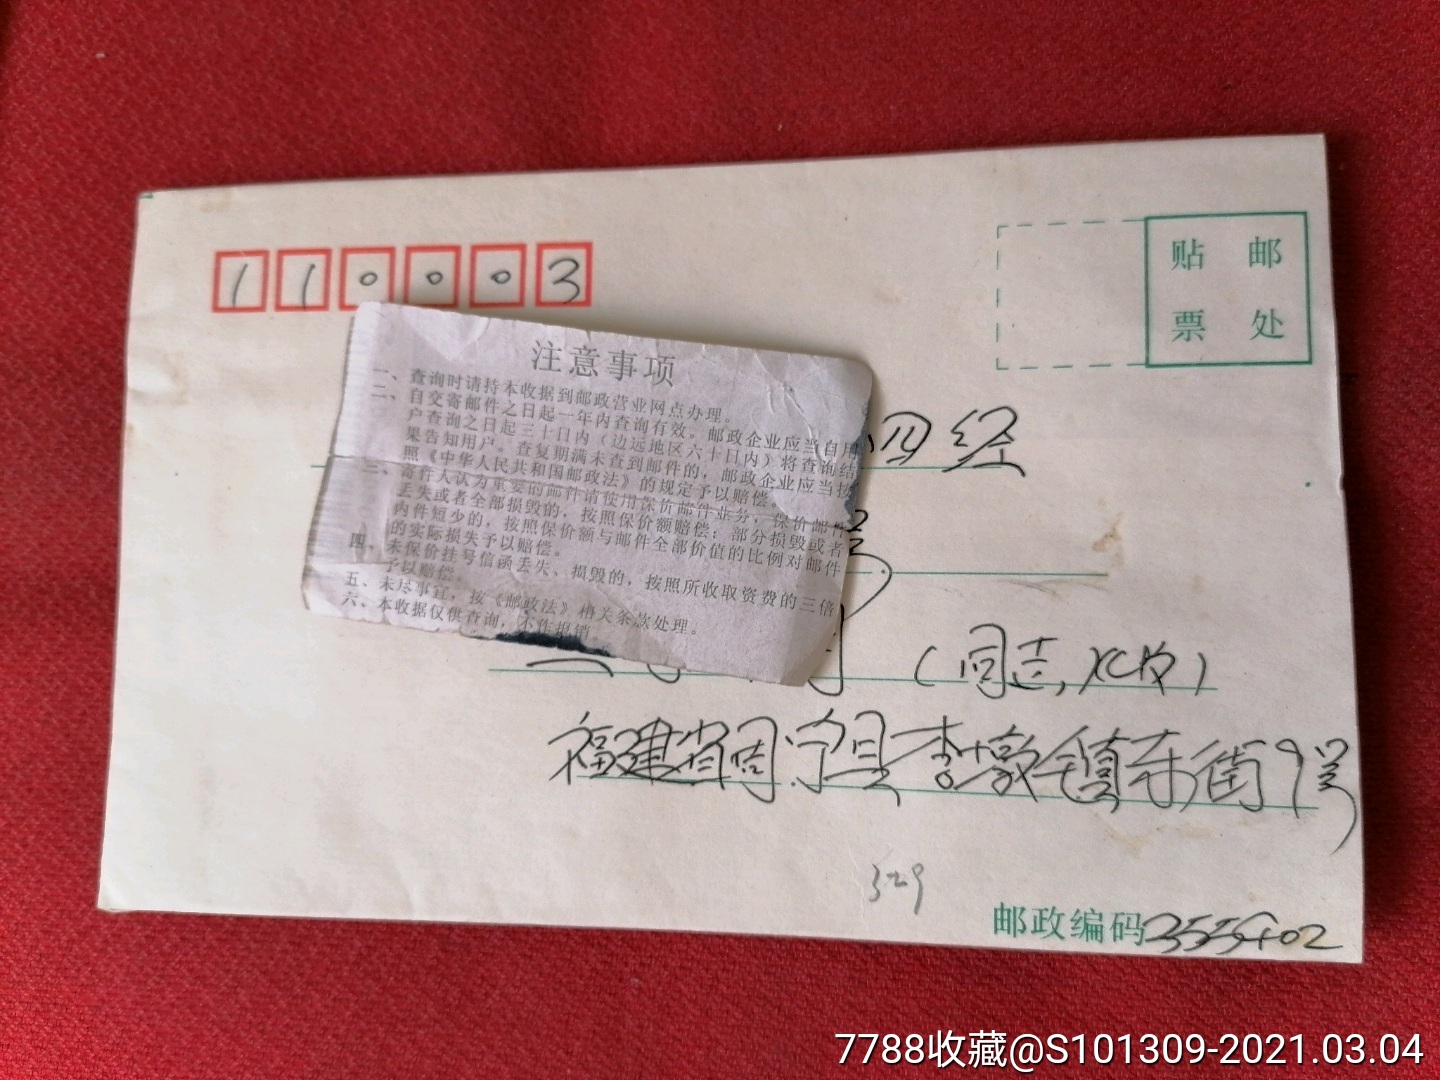 110003
贴 邮
票 处
注意事项
一、查询时请持本收据到邮政营业网点办理。
二、自交寄邮件之日起一年内查询有效。邮政企业应当自用
户查询之日起三十日内（边远地区六十日内）将查询结
果告知用户。查复期满未查到邮件的，邮政企业应当按
照《中华人民共和国邮政法》的规定予以赔偿。
三、寄件人认为重要的邮件请使用保价邮件业务，保价邮件
丢失或者全部损毁的，按照保价额赔偿；部分损毁或者
内件短少的，按照保价额与邮件全部价值的比例对邮件
的实际损失予以赔偿。
四、未保价挂号信函丢失、损毁的，按照所收取资费的三倍
予以赔偿。
五、未尽事宜，按《邮政法》相关条款处理。
六、本收据仅供查询，不作报销
四经
（同志，收）
福建省周宁县李墩镇东街9号
329
邮政编码355402
7788收藏@S101309-2021.03.04